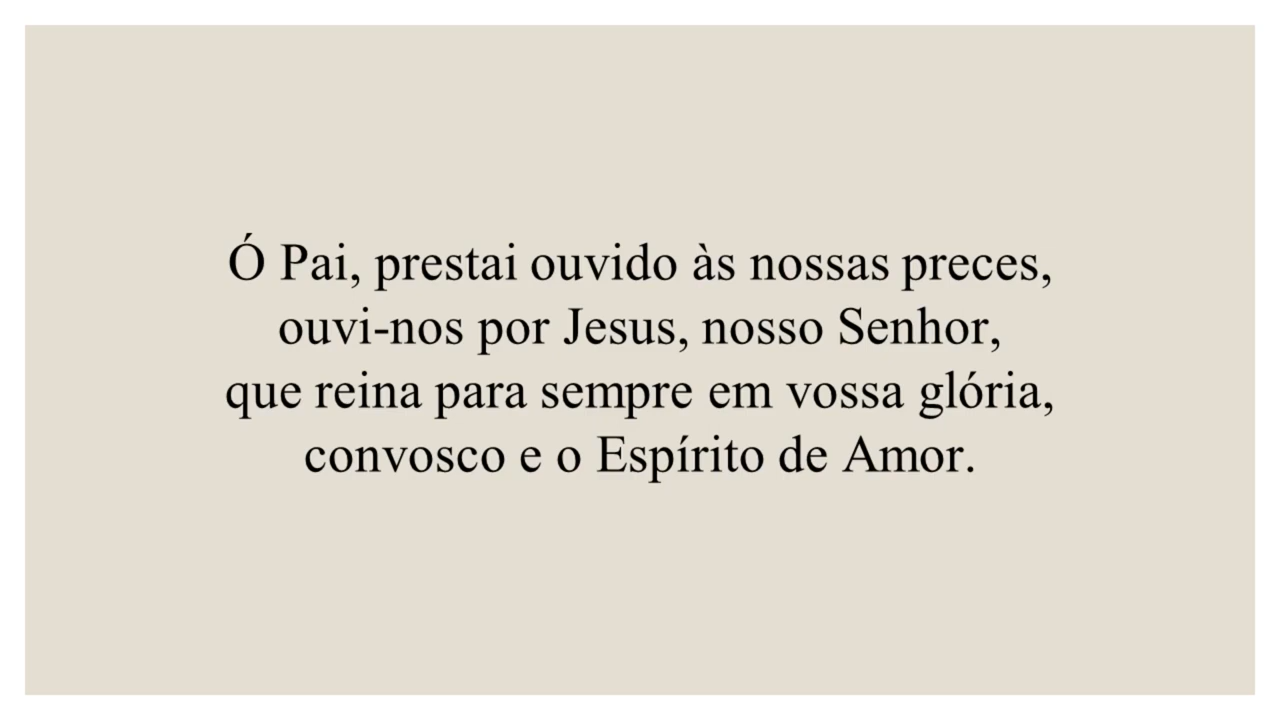 Ó Pai, prestai ouvido às nossas preces,
ouvi-nos por Jesus, nosso Senhor,
que reina para sempre em vossa glória,
convosco e o Espírito de Amor.